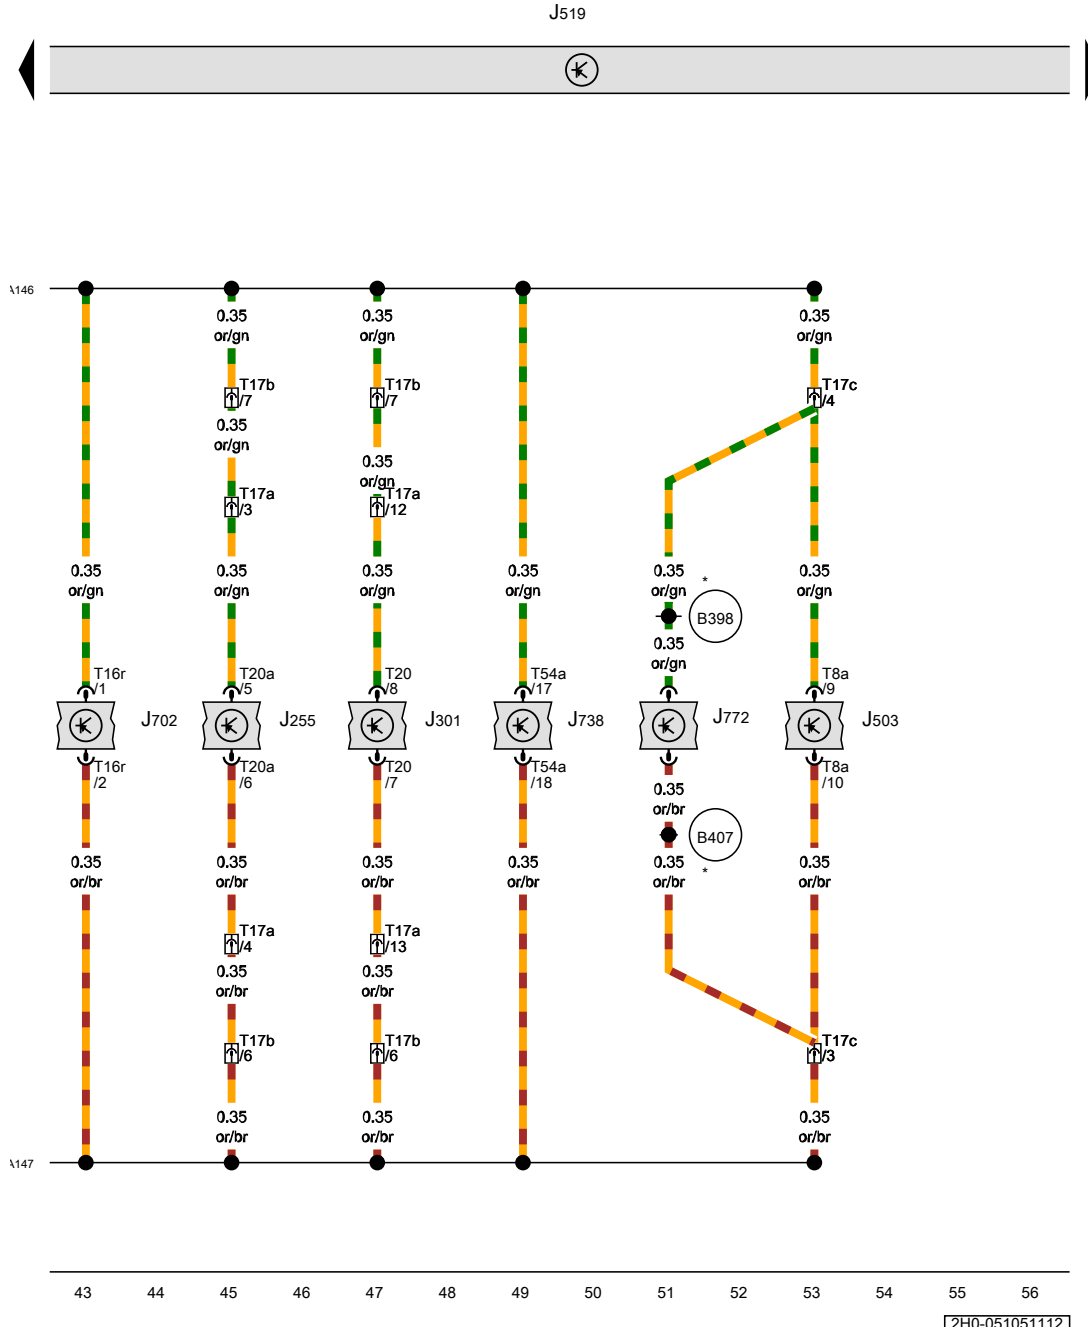 J519
A146
0.35 0.35 0.35
or/gn or/gn or/gn
T17b T17b T17c
/7 /7 /4
0.35
or/gn
0.35
or/gn
T17a T17a
/3 /12
0.35 0.35 0.35 0.35 0.35 * 0.35
or/gn or/gn or/gn or/gn or/gn or/gn
B398
0.35
or/gn
T16r T20a T20 T54a T8a
/1 /5 /8 /17 /9
J702 J255 J301 J738 J772 J503
T16r T20a T20 T54a T8a
/2 /6 /7 /18 /10
0.35
or/br
B407
0.35 0.35 0.35 0.35 0.35 * 0.35
or/br or/br or/br or/br or/br or/br
T17a T17a
/4 /13
0.35 0.35
or/br or/br
T17b T17b T17c
/6 /6 /3
0.35 0.35 0.35
or/br or/br or/br
A147
43 44 45 46 47 48 49 50 51 52 53 54 55 56
2H0-051051112